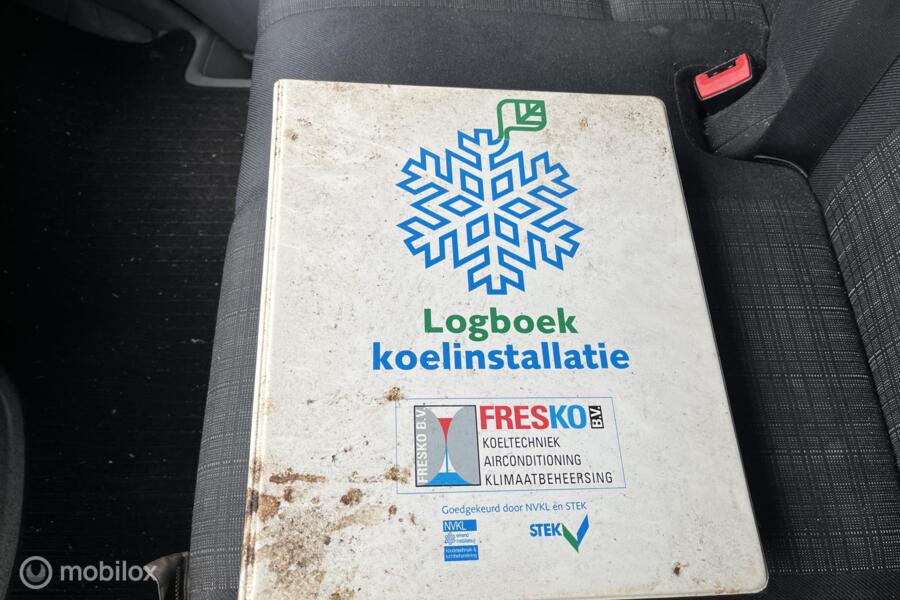 Logboek
koelinstallatie
FRESKO B.V.
FRESKO B.V.
KOELTECHNIEK
AIRCONDITIONING
KLIMAATBEHEERSING
Goedgekeurd door NVKL en STEK
NVKL
STEK
mobilox